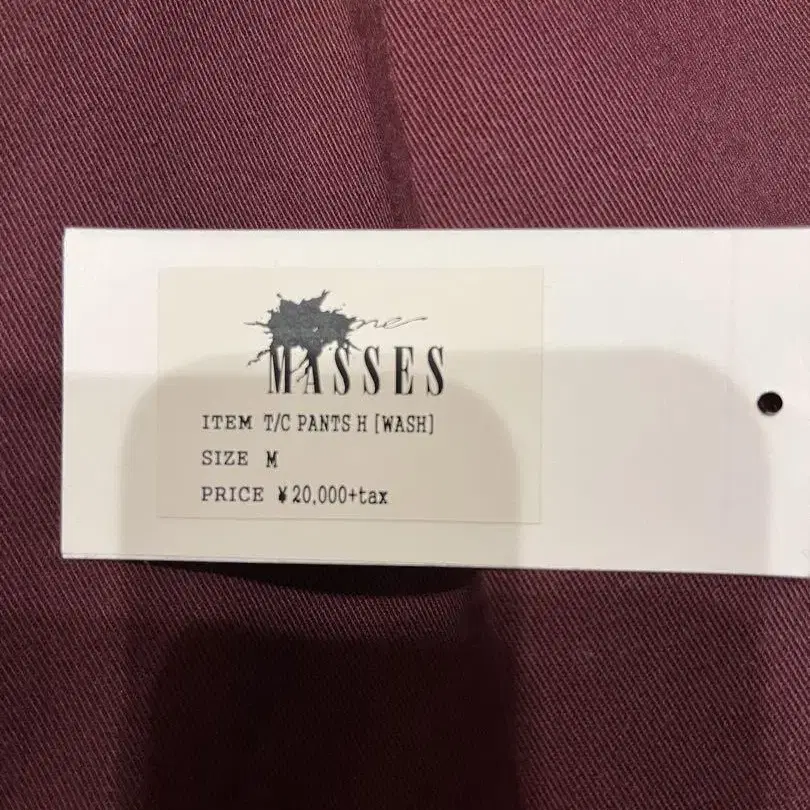 MASSES
ITEM T/C PANTS H [WASH]
SIZE M
PRICE ¥20,000+tax